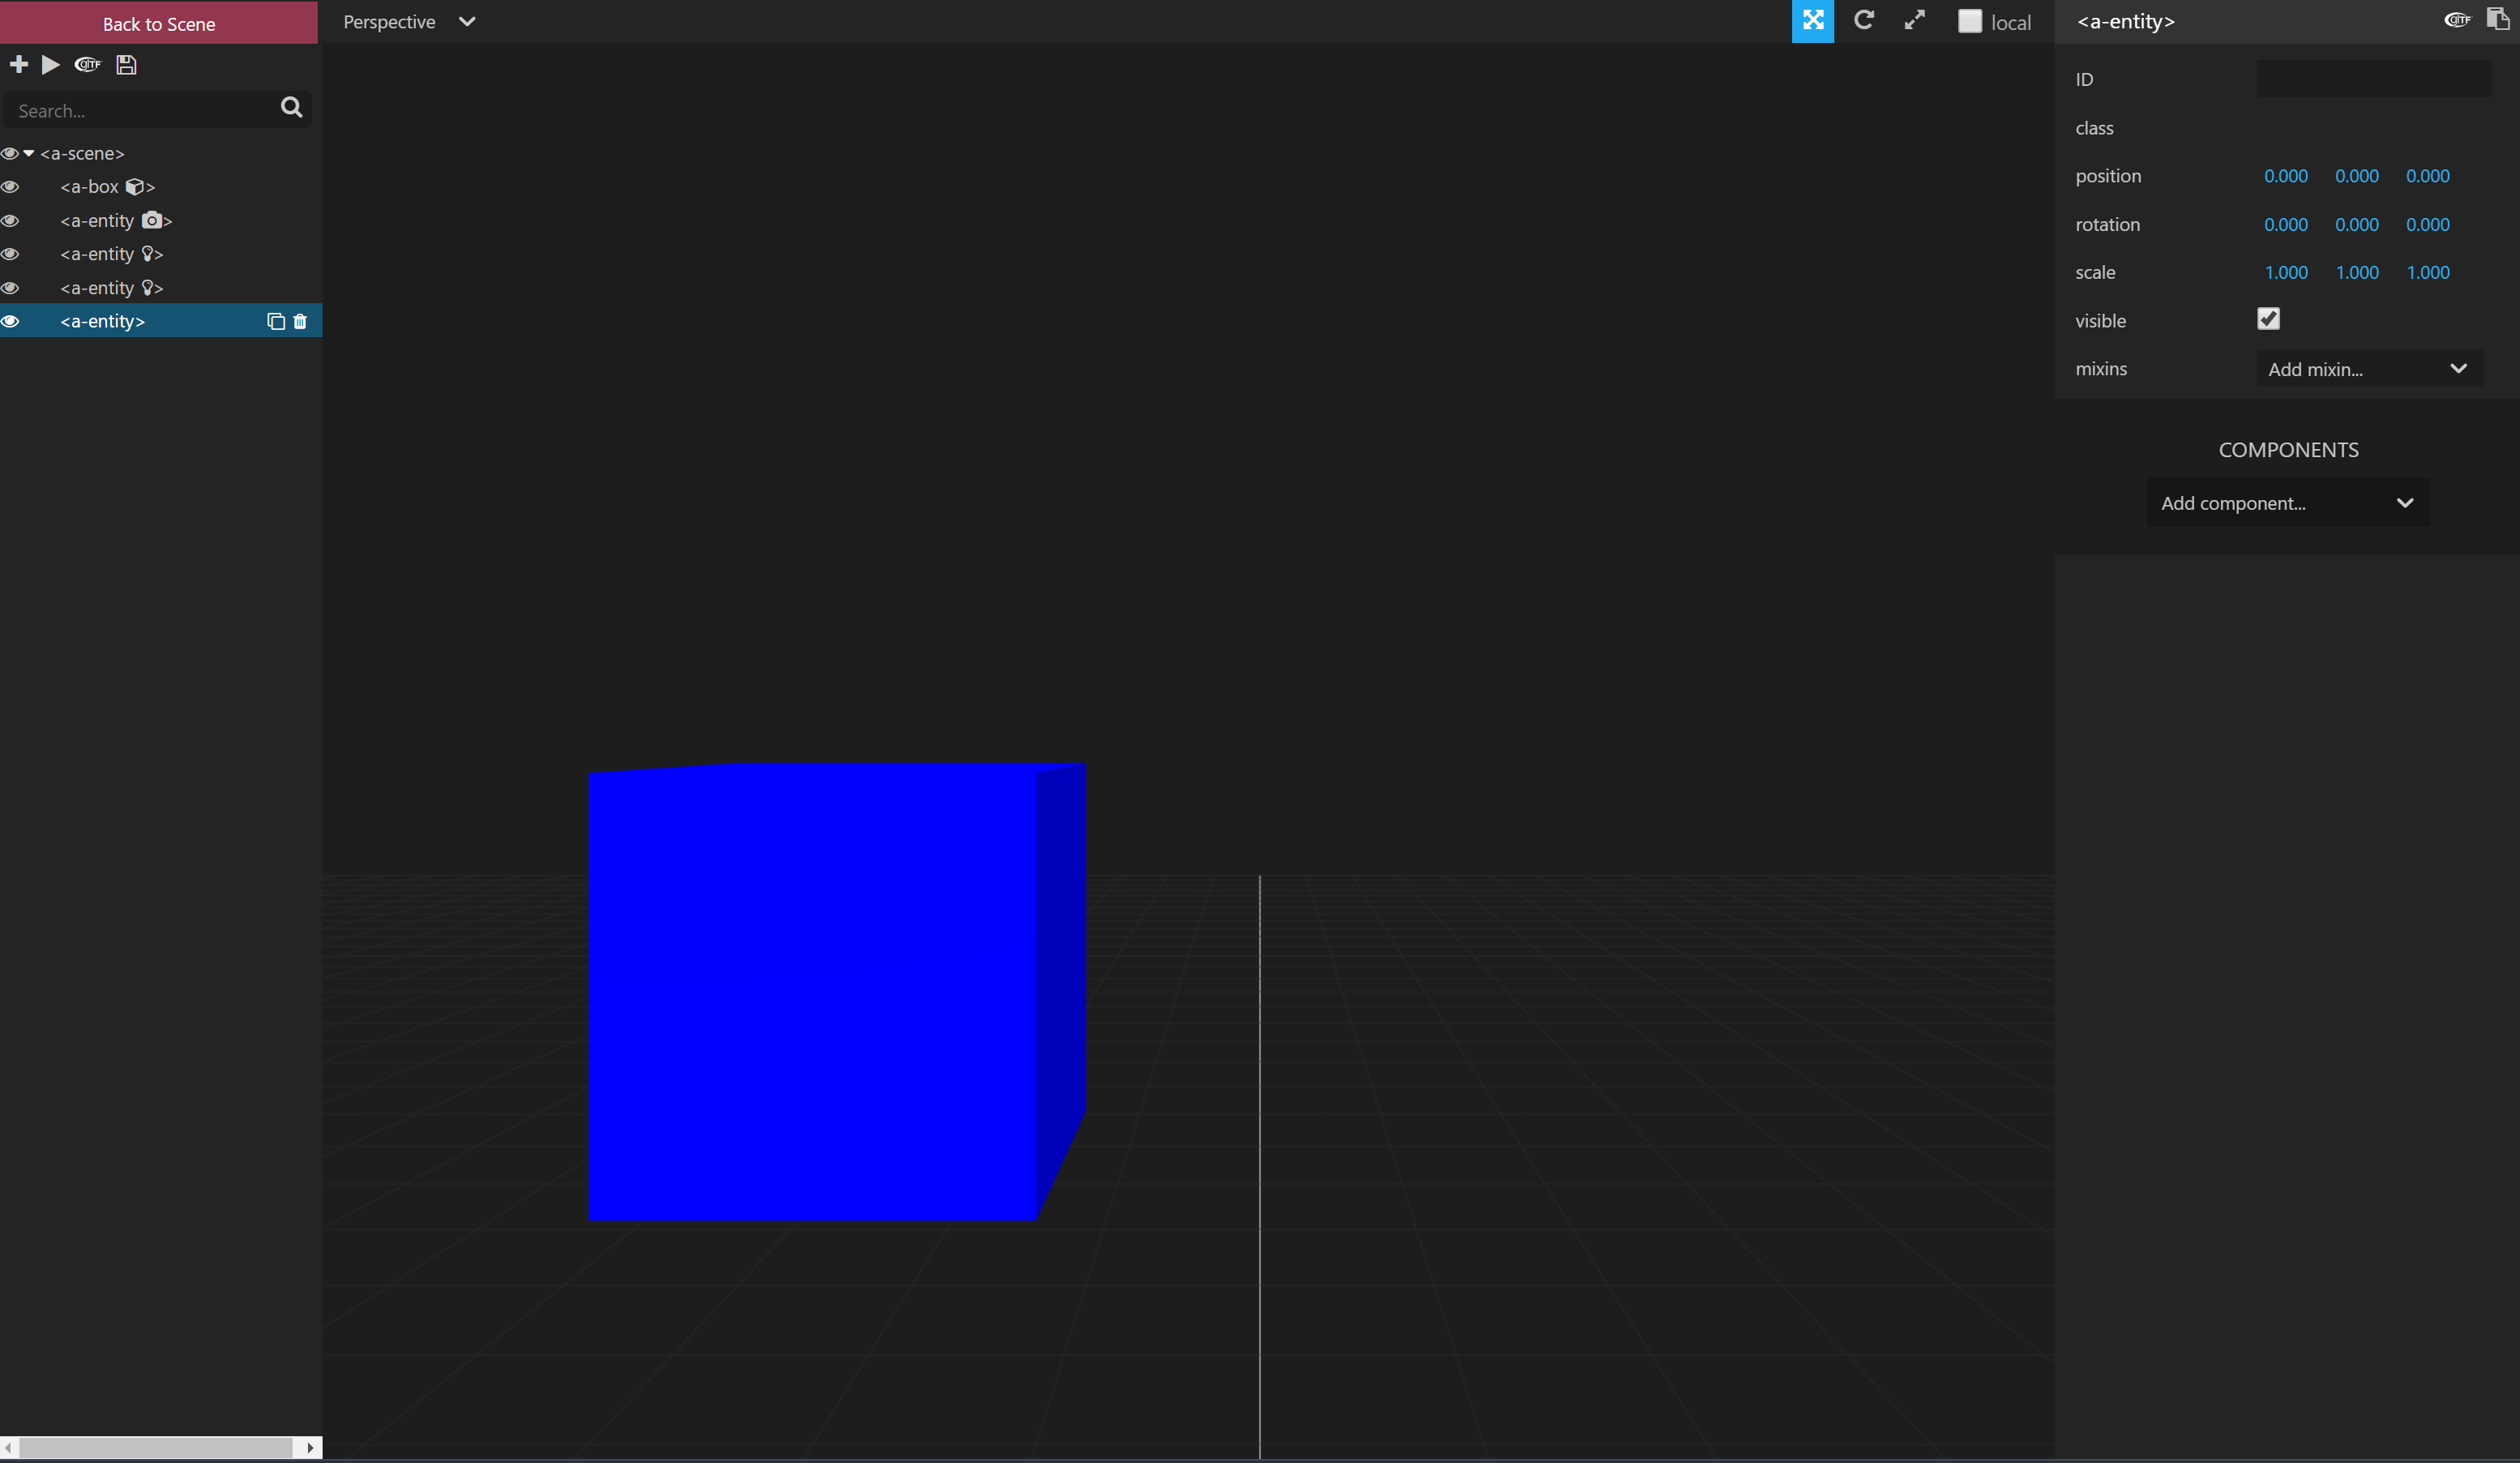 Back to Scene
Perspective
local
<a-entity>
glTF
glTF
Search...
<a-scene>
<a-box >
<a-entity >
<a-entity >
<a-entity >
<a-entity>
ID
class
position 0.000 0.000 0.000
rotation 0.000 0.000 0.000
scale 1.000 1.000 1.000
visible
mixins Add mixin...
COMPONENTS
Add component...